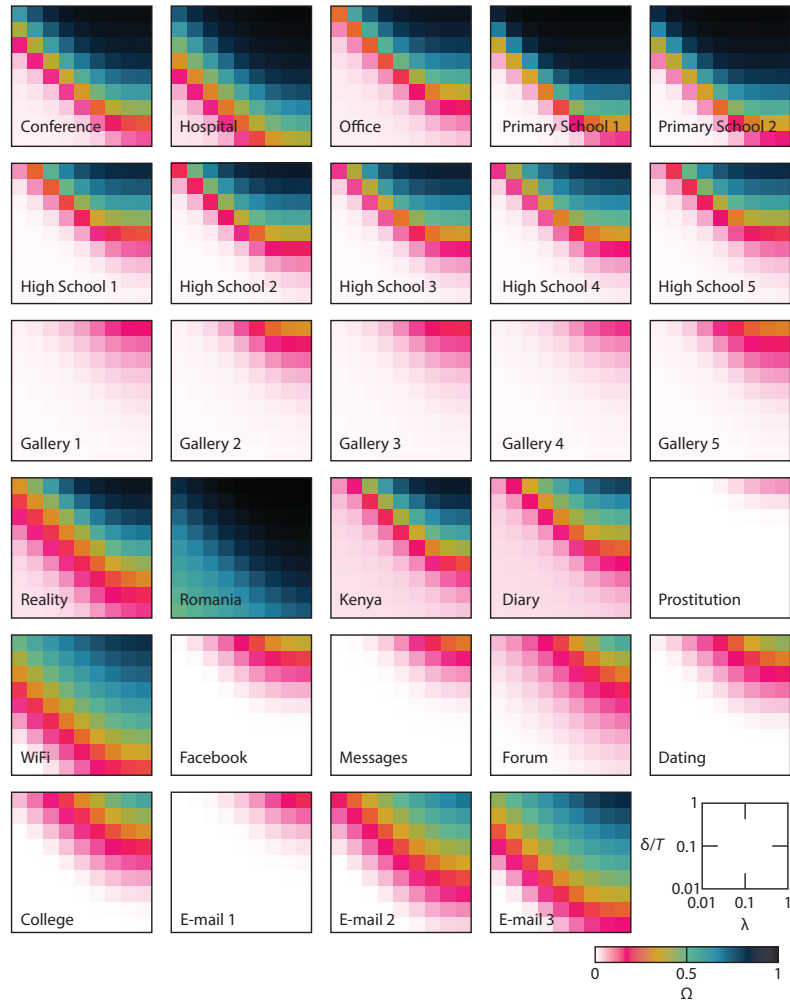 Conference
Hospital
Office
Primary School 1
Primary School 2
High School 1
High School 2
High School 3
High School 4
High School 5
Gallery 1
Gallery 2
Gallery 3
Gallery 4
Gallery 5
Reality
Romania
Kenya
Diary
Prostitution
WiFi
Facebook
Messages
Forum
Dating
College
E-mail 1
E-mail 2
E-mail 3
1
δ/T
0.1
0.01
0.01
0.1
1
λ
0
0.5
1
Ω